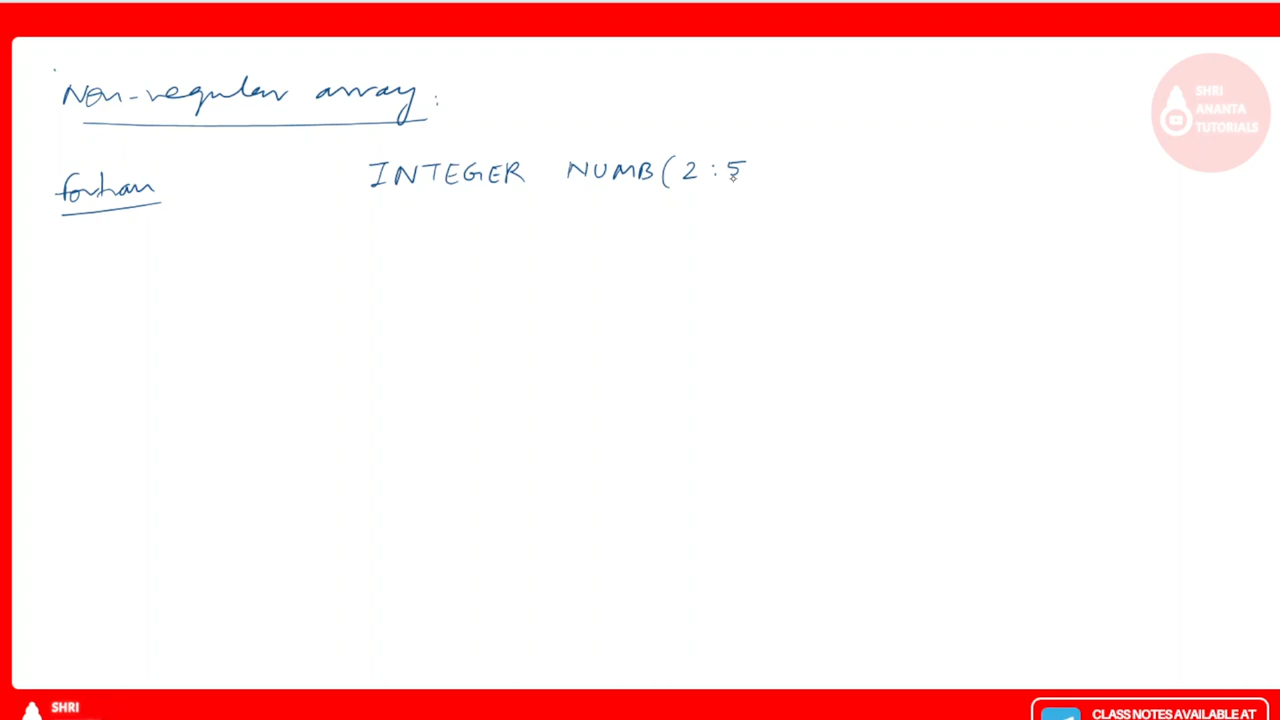 Non-regular array:
fortran
INTEGER NUMB(2:5
SHRI
ANANTA
TUTORIALS
SHRI
CLASS NOTES AVAILABLE AT